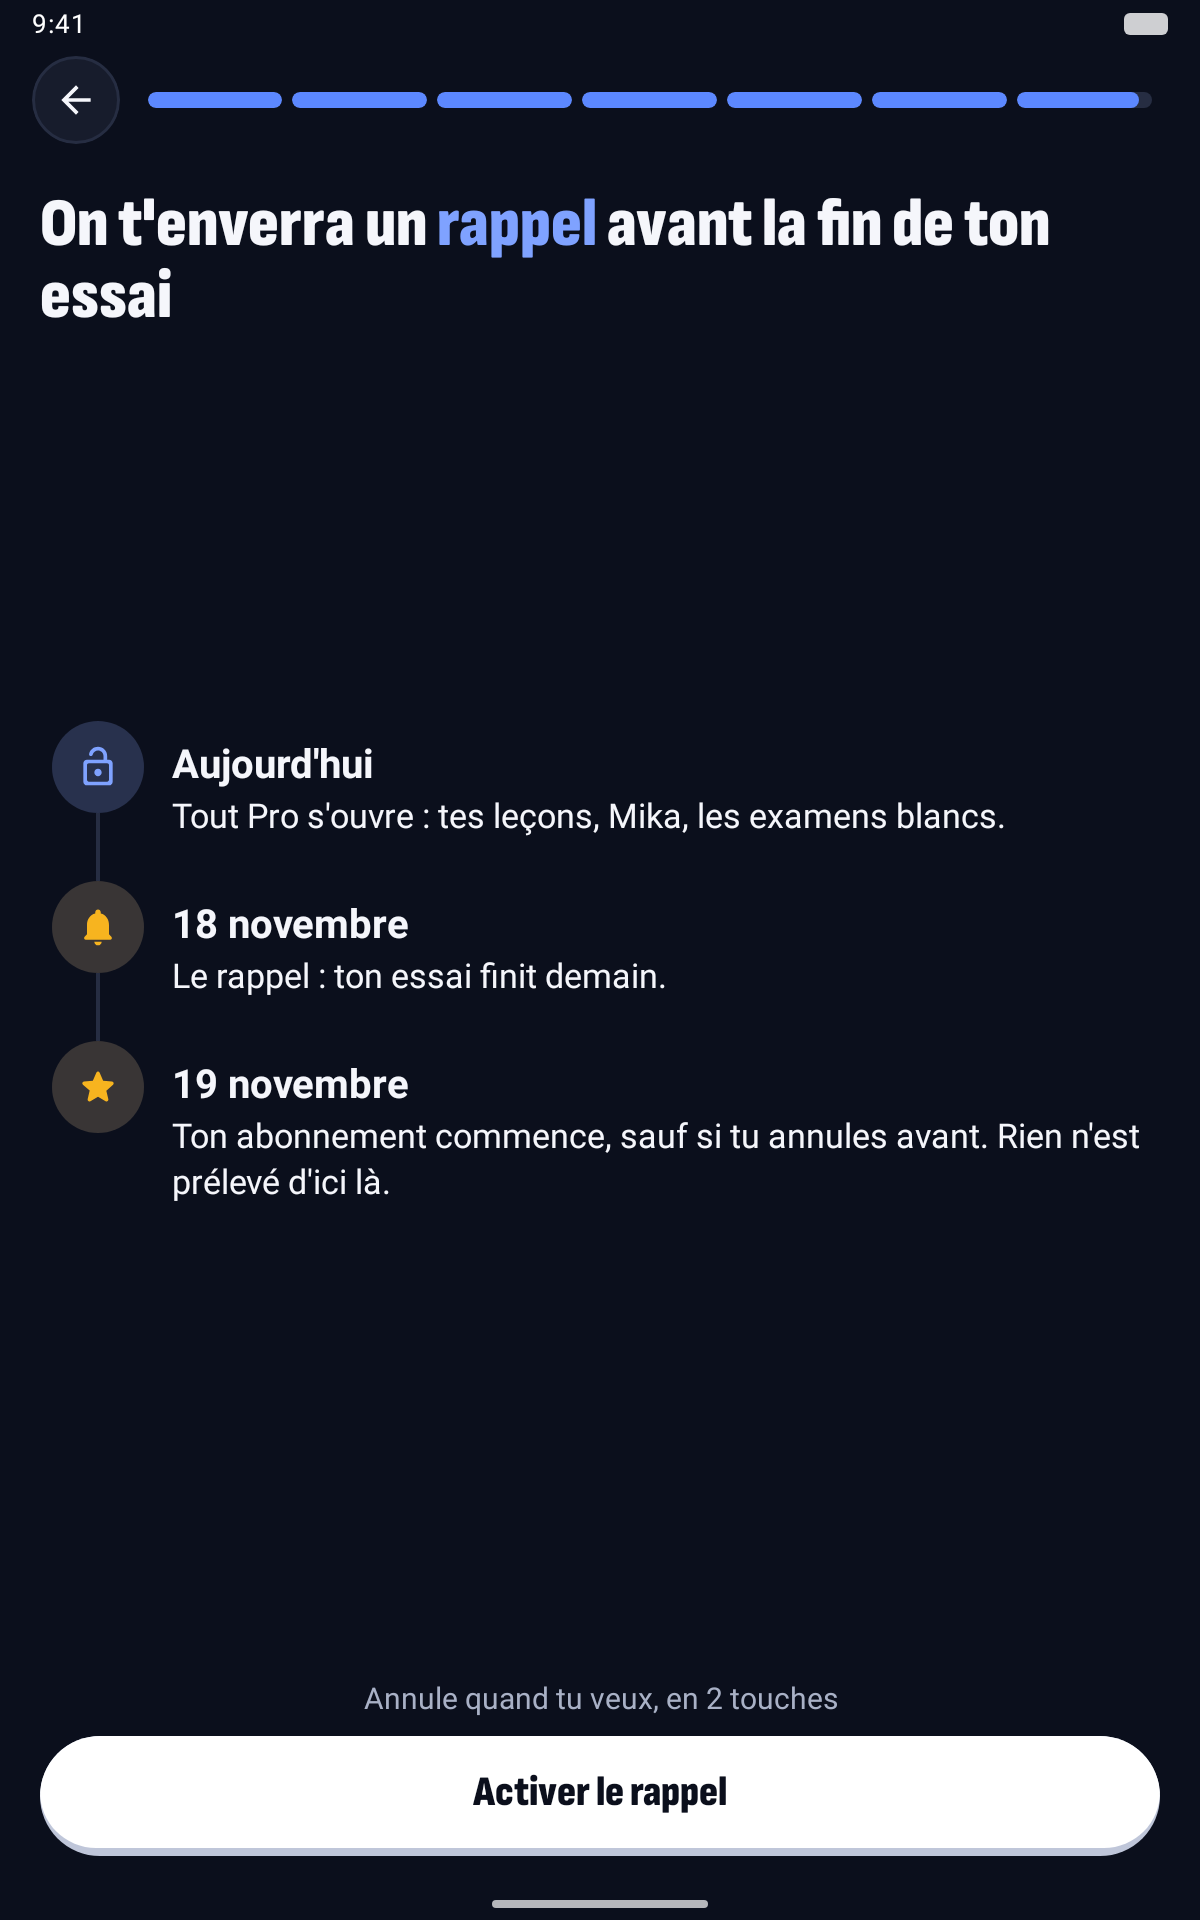 9:41
On t'enverra un rappel avant la fin de ton
essai
Aujourd'hui
Tout Pro s'ouvre : tes leçons, Mika, les examens blancs.
18 novembre
Le rappel : ton essai finit demain.
19 novembre
Ton abonnement commence, sauf si tu annules avant. Rien n'est
prélevé d'ici là.
Annule quand tu veux, en 2 touches
Activer le rappel